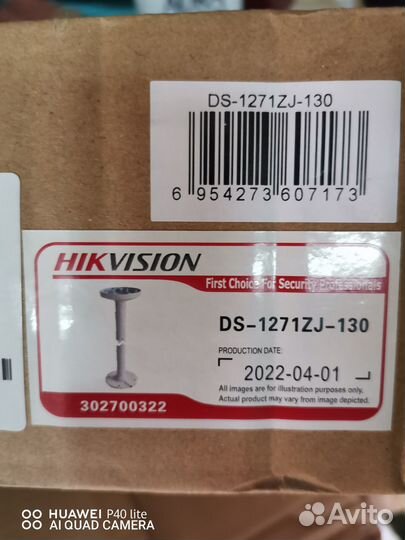 DS-1271ZJ-130
6 954273 607173
HIKVISION
First Choice For Security Professionals
DS-1271ZJ-130
PRODUCTION DATE:
2022-04-01
All images are for illustration purposes only.
Actual product may vary from image depicted.
302700322
HUAWEI P40 lite
AI QUAD CAMERA
Avito